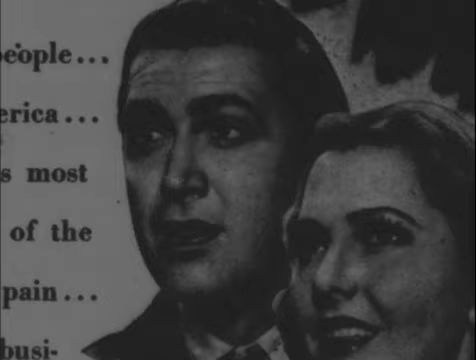 people...
erica...
s most
of the
pain...
busi-